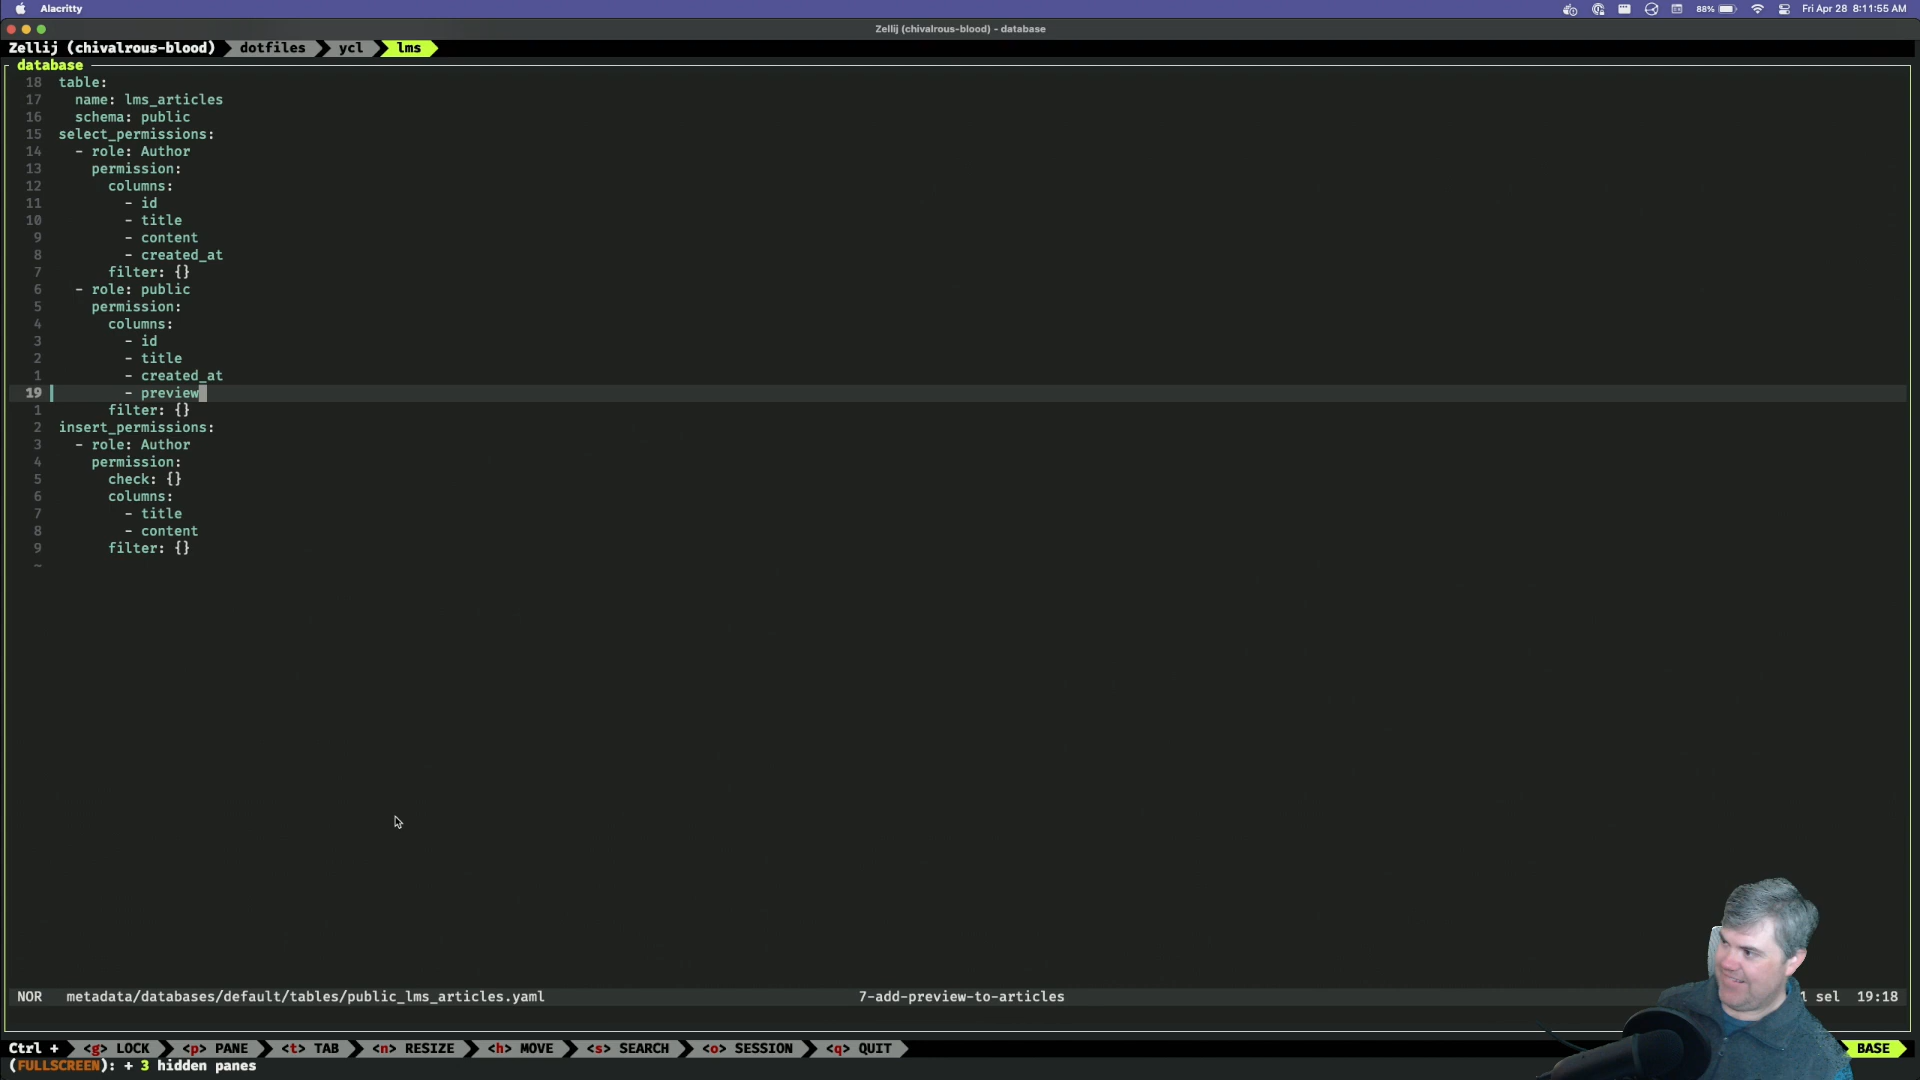 Alacritty
88%
Fri Apr 28 8:11:55 AM
Zellij (chivalrous-blood) - database
Zellij (chivalrous-blood) dotfiles ycl lms
database
18 table:
17 name: lms_articles
16 schema: public
15 select_permissions:
14 - role: Author
13 permission:
12 columns:
11 - id
10 - title
9 - content
8 - created_at
7 filter: {}
6 - role: public
5 permission:
4 columns:
3 - id
2 - title
1 - created_at
19 - preview
1 filter: {}
2 insert_permissions:
3 - role: Author
4 permission:
5 check: {}
6 columns:
7 - title
8 - content
9 filter: {}
~
NOR metadata/databases/default/tables/public_lms_articles.yaml 7-add-preview-to-articles 1 sel 19:18
Ctrl + <g> LOCK <p> PANE <t> TAB <n> RESIZE <h> MOVE <s> SEARCH <o> SESSION <q> QUIT BASE
(FULLSCREEN): + 3 hidden panes